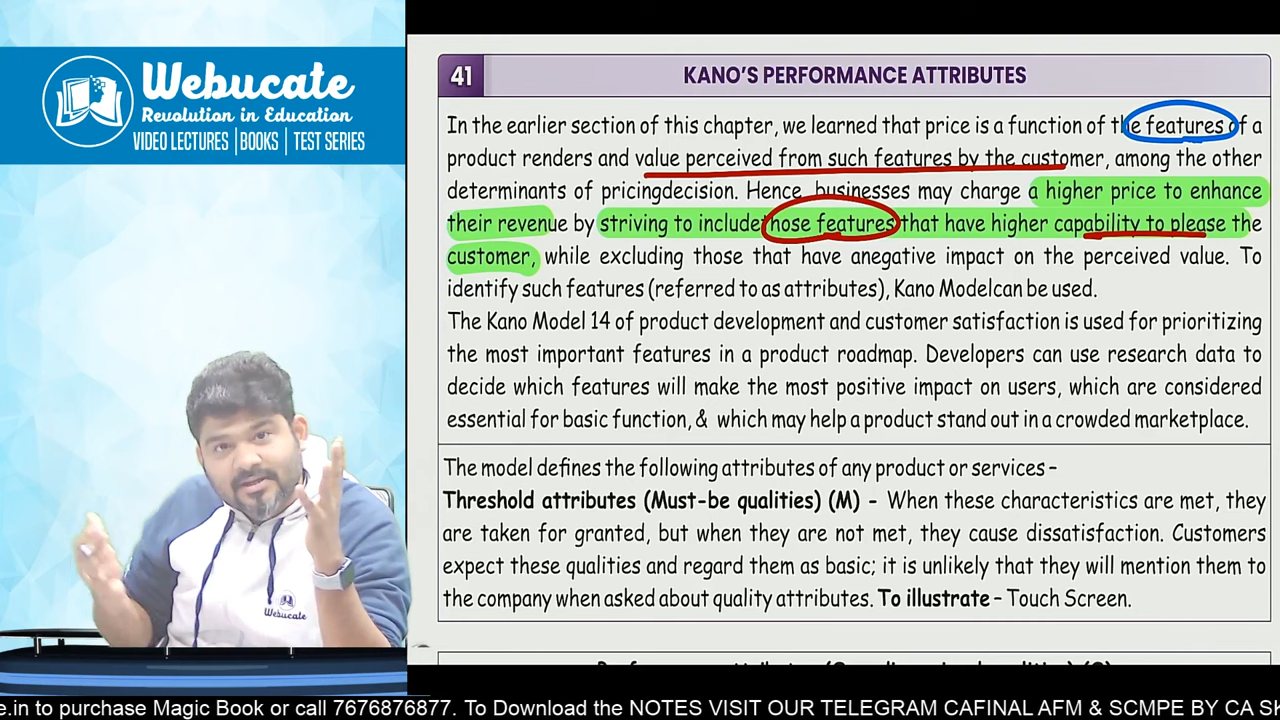 Webucate
Revolution in Education
VIDEO LECTURES | BOOKS | TEST SERIES
41
KANO'S PERFORMANCE ATTRIBUTES
In the earlier section of this chapter, we learned that price is a function of the features of a
product renders and value perceived from such features by the customer, among the other
determinants of pricingdecision. Hence, businesses may charge a higher price to enhance
their revenue by striving to include those features that have higher capability to please the
customer, while excluding those that have anegative impact on the perceived value. To
identify such features (referred to as attributes), Kano Modelcan be used.
The Kano Model 14 of product development and customer satisfaction is used for prioritizing
the most important features in a product roadmap. Developers can use research data to
decide which features will make the most positive impact on users, which are considered
essential for basic function, & which may help a product stand out in a crowded marketplace.
The model defines the following attributes of any product or services –
Threshold attributes (Must-be qualities) (M) - When these characteristics are met, they
are taken for granted, but when they are not met, they cause dissatisfaction. Customers
expect these qualities and regard them as basic; it is unlikely that they will mention them to
the company when asked about quality attributes. To illustrate – Touch Screen.
Webucate
e.in to purchase Magic Book or call 7676876877. To Download the NOTES VISIT OUR TELEGRAM CAFINAL AFM & SCMPE BY CA SH